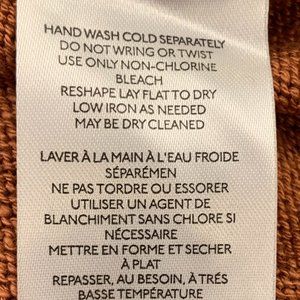 HAND WASH COLD SEPARATELY
DO NOT WRING OR TWIST
USE ONLY NON-CHLORINE
BLEACH
RESHAPE LAY FLAT TO DRY
LOW IRON AS NEEDED
MAY BE DRY CLEANED
LAVER À LA MAIN À L'EAU FROIDE
SÉPARÉMEN
NE PAS TORDRE OU ESSORER
UTILISER UN AGENT DE
BLANCHIMENT SANS CHLORE SI
NÉCESSAIRE
METTRE EN FORME ET SECHER
À PLAT
REPASSER, AU BESOIN, À TRÉS
BASSE TEMPÉRATURE